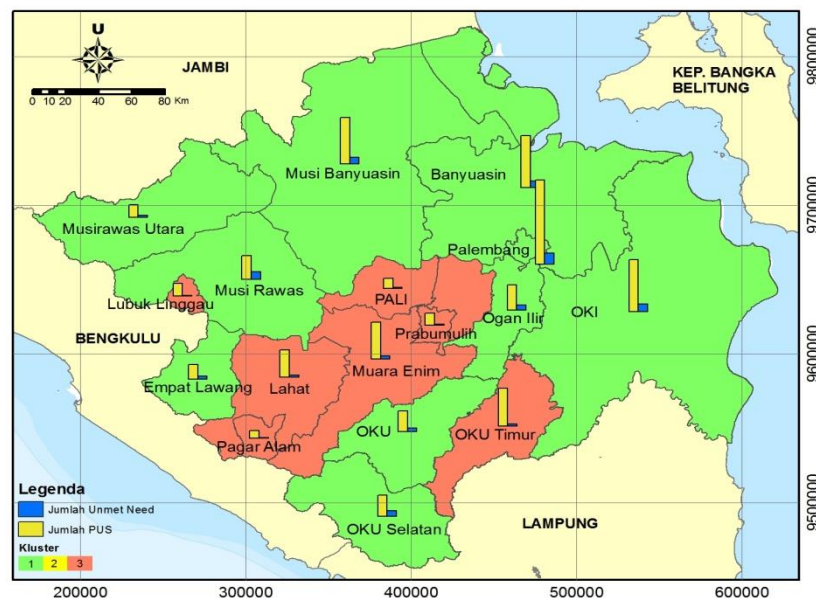 U
JAMBI
KEP. BANGKA
BELITUNG
0 10 20 40 60 80
Km
Musi Banyuasin
Banyuasin
Musirawas Utara
Palembang
Musi Rawas
Lubuk Linggau
PALI
Ogan Ilir
OKI
Prabumulih
BENGKULU
Empat Lawang
Lahat
Muara Enim
OKU
OKU Timur
Pagar Alam
OKU Selatan
LAMPUNG
Legenda
Jumlah Unmet Need
Jumlah PUS
Kluster
1 2 3
9800000
9700000
9600000
9500000
200000 300000 400000 500000 600000